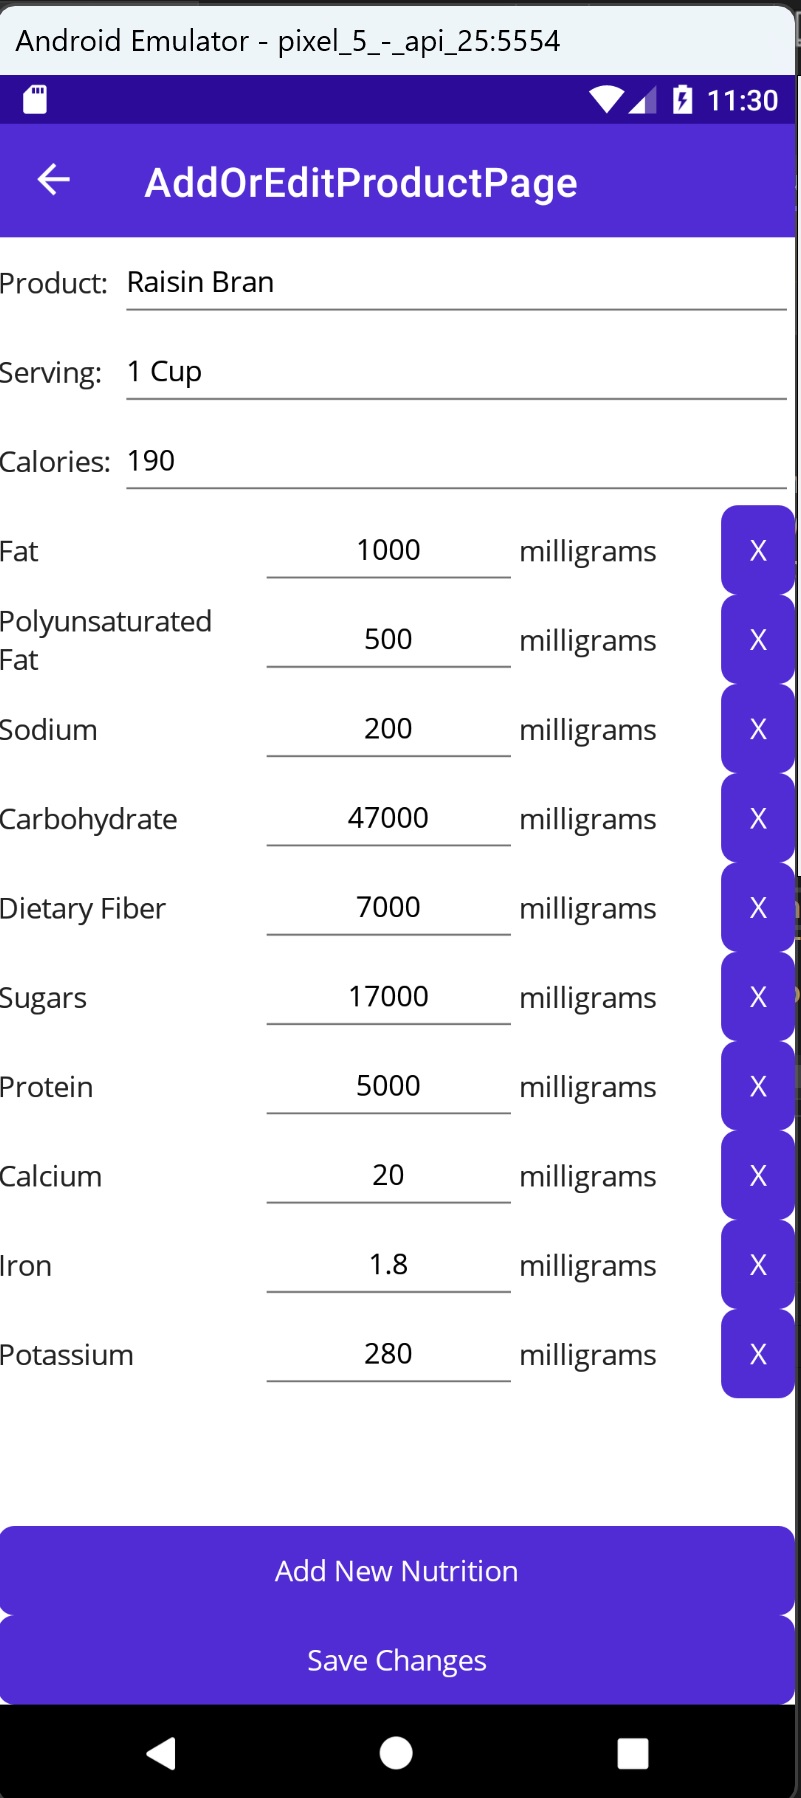 Android Emulator - pixel_5_-_api_25:5554
11:30
AddOrEditProductPage
Product: Raisin Bran
Serving: 1 Cup
Calories: 190
Fat 1000 milligrams X
Polyunsaturated
Fat 500 milligrams X
Sodium 200 milligrams X
Carbohydrate 47000 milligrams X
Dietary Fiber 7000 milligrams X
Sugars 17000 milligrams X
Protein 5000 milligrams X
Calcium 20 milligrams X
Iron 1.8 milligrams X
Potassium 280 milligrams X
Add New Nutrition
Save Changes